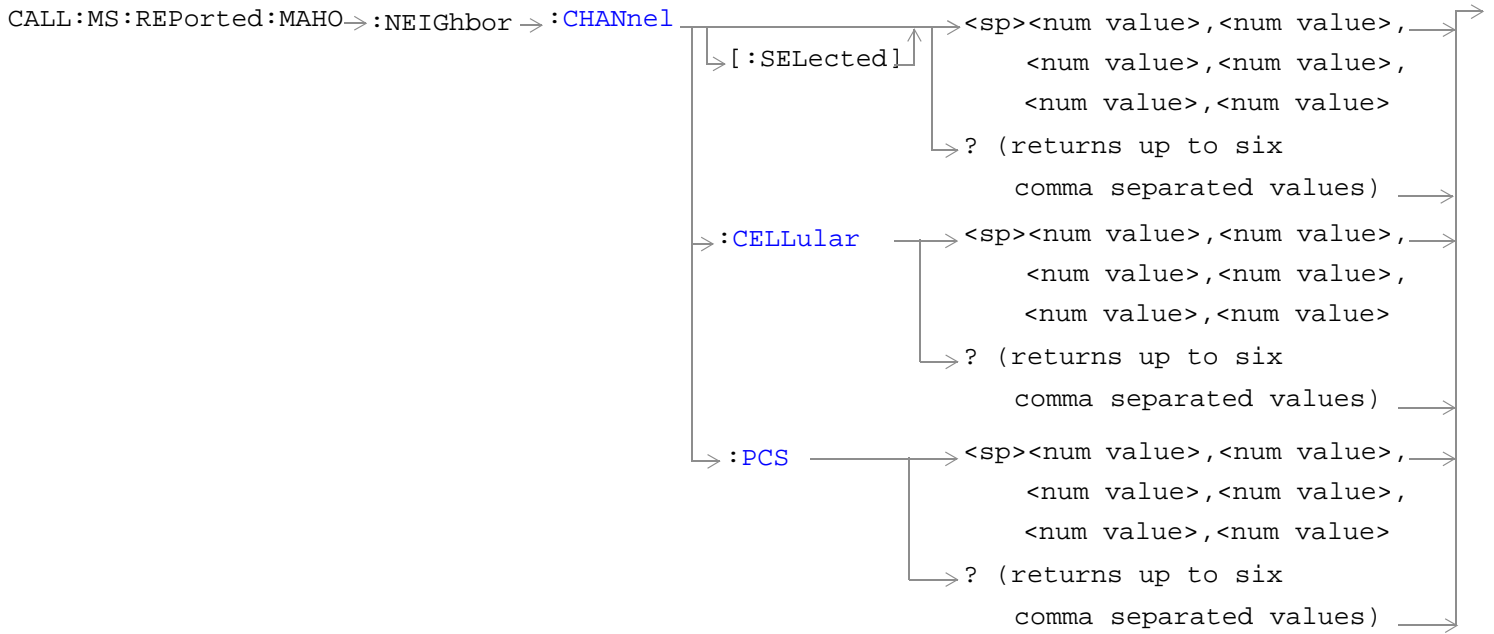 CALL:MS:REPorted:MAHO :NEIGhbor :CHANnel <sp><num value>,<num value>,
[:SELected] <num value>,<num value>,
<num value>,<num value>
? (returns up to six
comma separated values)
:CELLular <sp><num value>,<num value>,
<num value>,<num value>,
<num value>,<num value>
? (returns up to six
comma separated values)
:PCS <sp><num value>,<num value>,
<num value>,<num value>,
<num value>,<num value>
? (returns up to six
comma separated values)